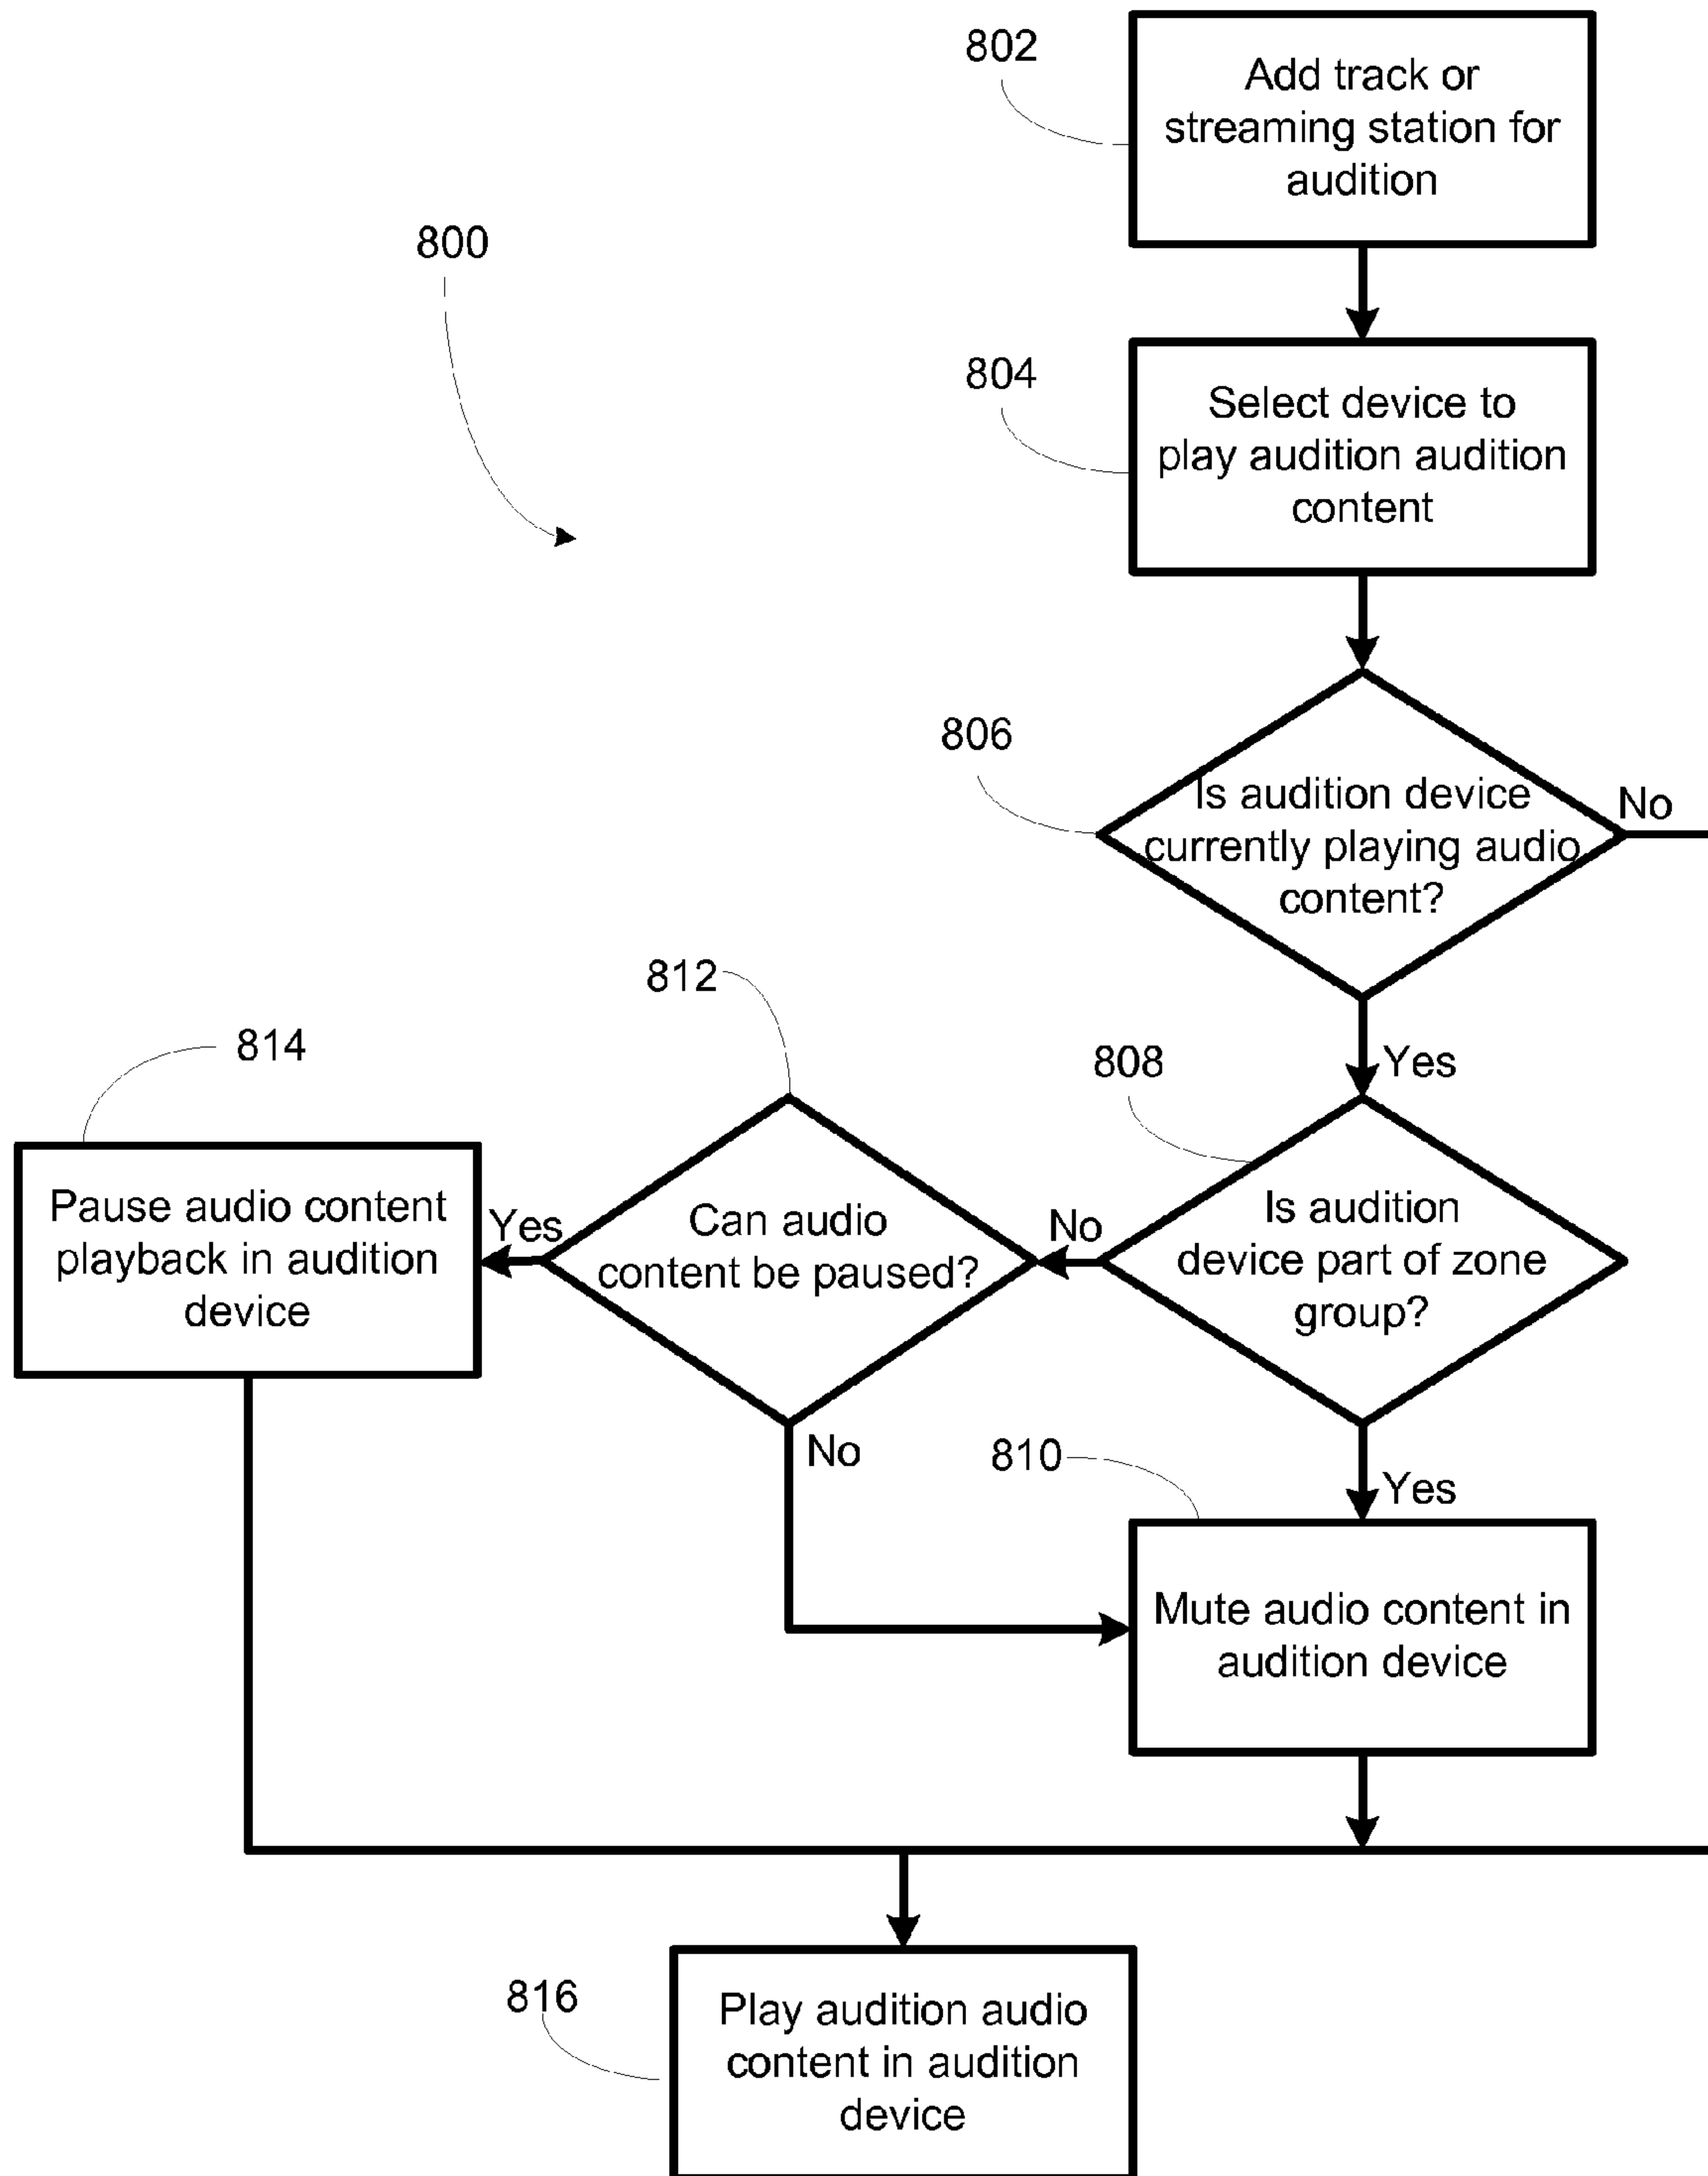 802
Add track or
streaming station for
audition
800
804
Select device to
play audition audition
content
806
Is audition device
currently playing audio
content?
No
Yes
812
808
814
Pause audio content
playback in audition
device
Yes
Can audio
content be paused?
No
Is audition
device part of zone
group?
No
810
Yes
Mute audio content in
audition device
816
Play audition audio
content in audition
device